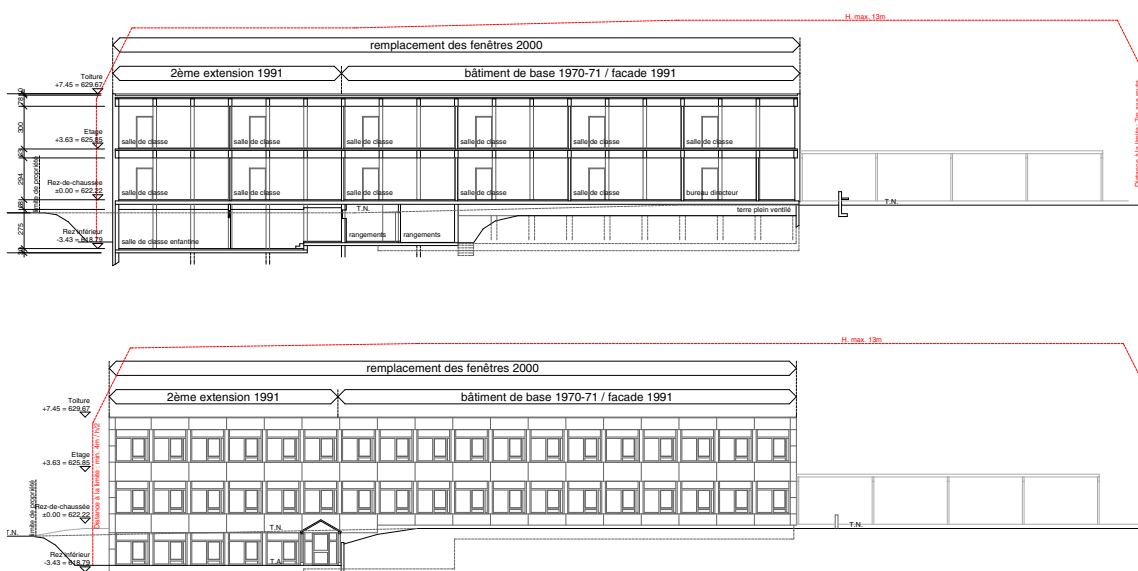 H. max. 13m
remplacement des fenêtres 2000
2ème extension 1991
bâtiment de base 1970-71 / facade 1991
Toiture
+7.45 = 629.67
300
Etage
+3.63 = 625.85
salle de classe
salle de classe
salle de classe
salle de classe
salle de classe
294
limite de propriété
Rez-de-chaussée
±0.00 = 622.22
salle de classe
salle de classe
salle de classe
salle de classe
salle de classe
bureau directeur
T.N.
T.N.
terre plein ventilé
275
Rez inférieur
-3.43 = 618.79
salle de classe enfantine
rangements
rangements
H. max. 13m
remplacement des fenêtres 2000
2ème extension 1991
bâtiment de base 1970-71 / facade 1991
Toiture
+7.45 = 629.67
Etage
+3.63 = 625.85
Distance à la limite : min. 4m / h/2
limite de propriété
Rez-de-chaussée
±0.00 = 622.22
T.N.
T.N.
T.N.
Rez inférieur
-3.43 = 618.79
T.A.